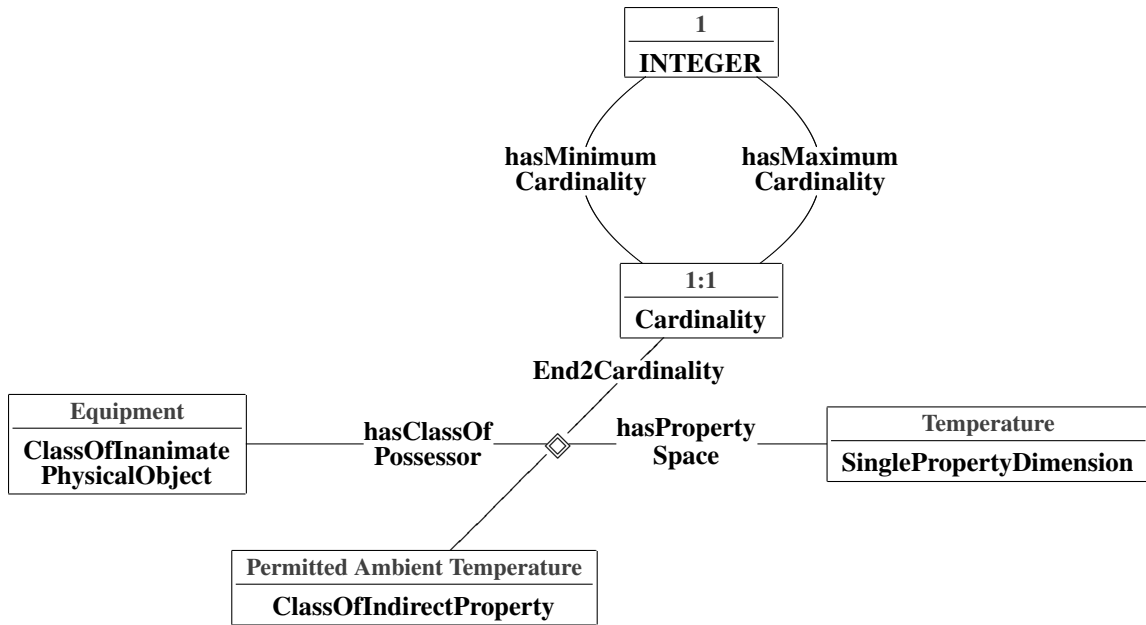 1
INTEGER
hasMinimum
Cardinality
hasMaximum
Cardinality
1:1
Cardinality
End2Cardinality
Equipment
ClassOfInanimate
PhysicalObject
hasClassOf
Possessor
hasProperty
Space
Temperature
SinglePropertyDimension
Permitted Ambient Temperature
ClassOfIndirectProperty